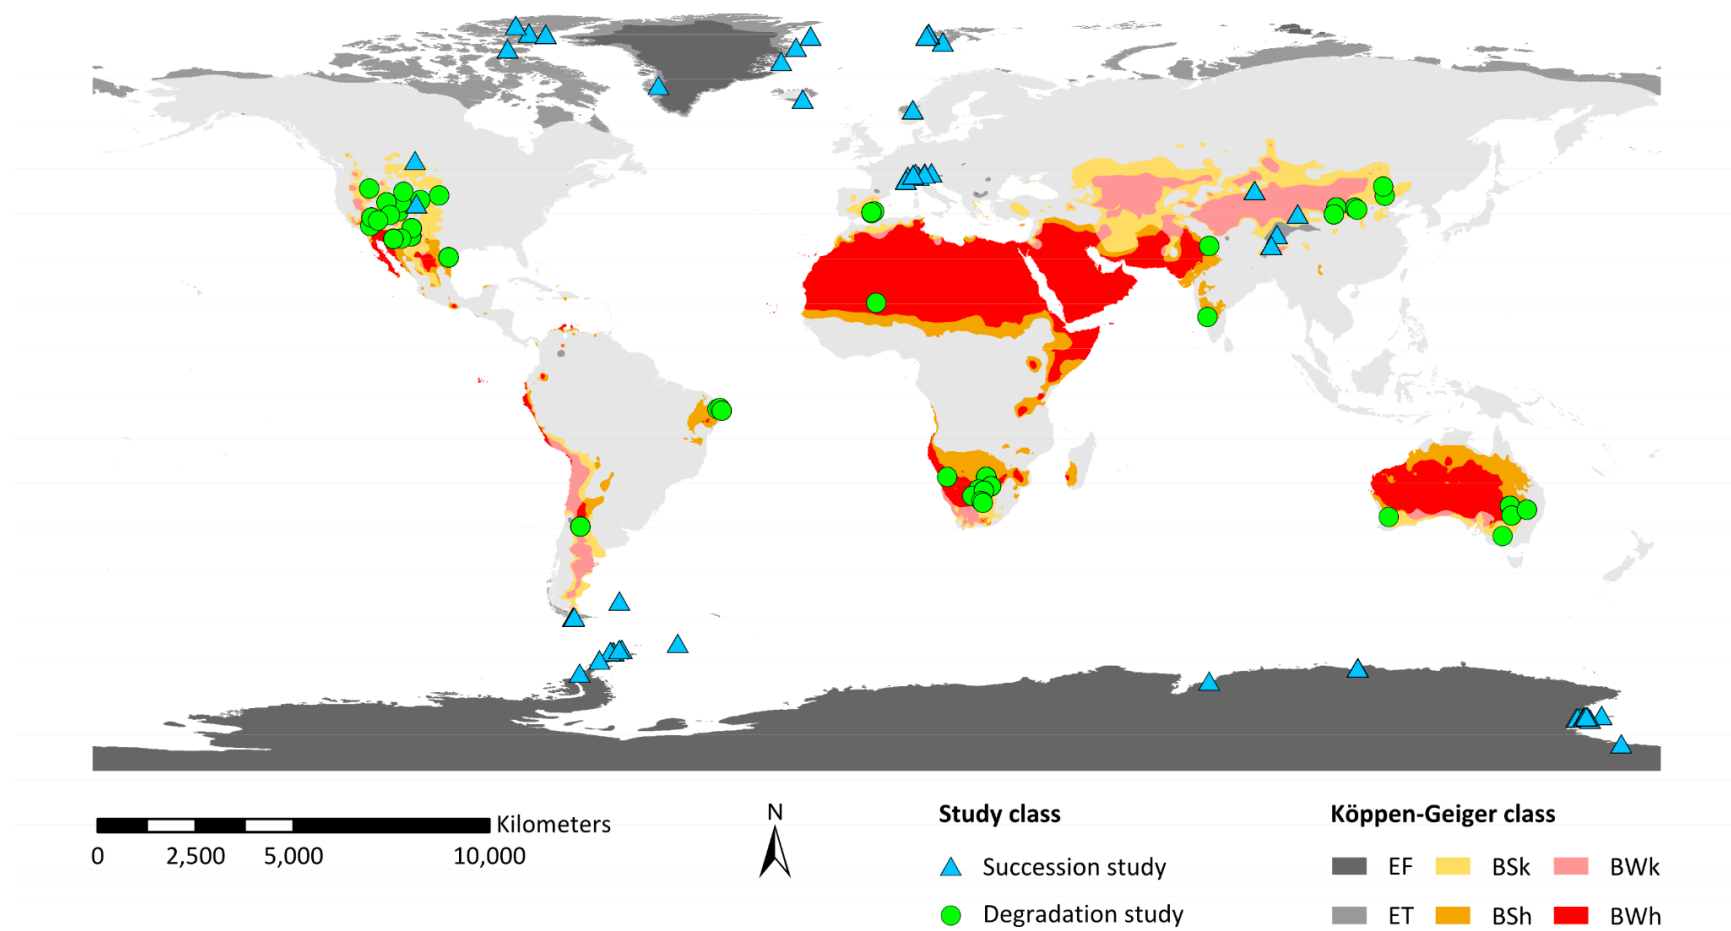 N
Kilometers
0 2,500 5,000 10,000
Study class
Succession study
Degradation study
Köppen-Geiger class
EF BSk BWk
ET BSh BWh